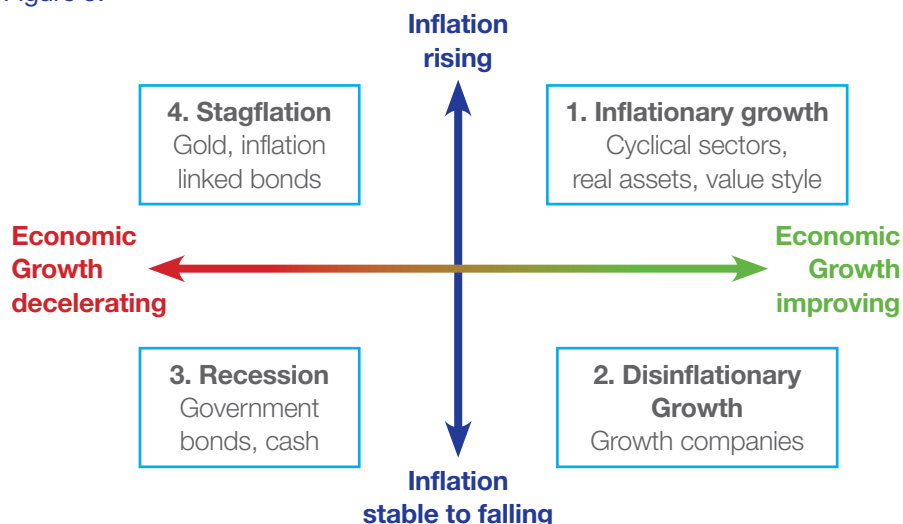 Inflation
rising
4. Stagflation
Gold, inflation
linked bonds
1. Inflationary growth
Cyclical sectors,
real assets, value style
Economic
Growth
decelerating
Economic
Growth
improving
3. Recession
Government
bonds, cash
2. Disinflationary
Growth
Growth companies
Inflation
stable to falling